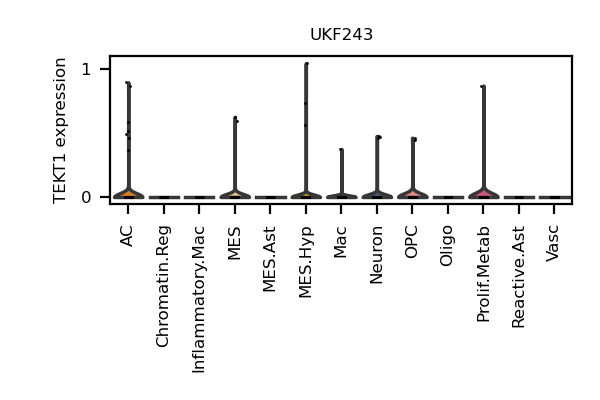 UKF243
TEKT1 expression
1
0
AC
Chromatin.Reg
Inflammatory.Mac
MES
MES.Ast
MES.Hyp
Mac
Neuron
OPC
Oligo
Prolif.Metab
Reactive.Ast
Vasc